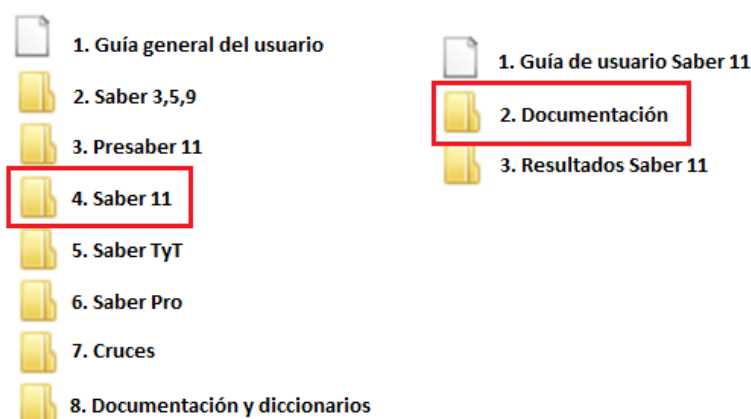 1. Guía general del usuario
2. Saber 3,5,9
3. Presaber 11
4. Saber 11
5. Saber TyT
6. Saber Pro
7. Cruces
8. Documentación y diccionarios
1. Guía de usuario Saber 11
2. Documentación
3. Resultados Saber 11